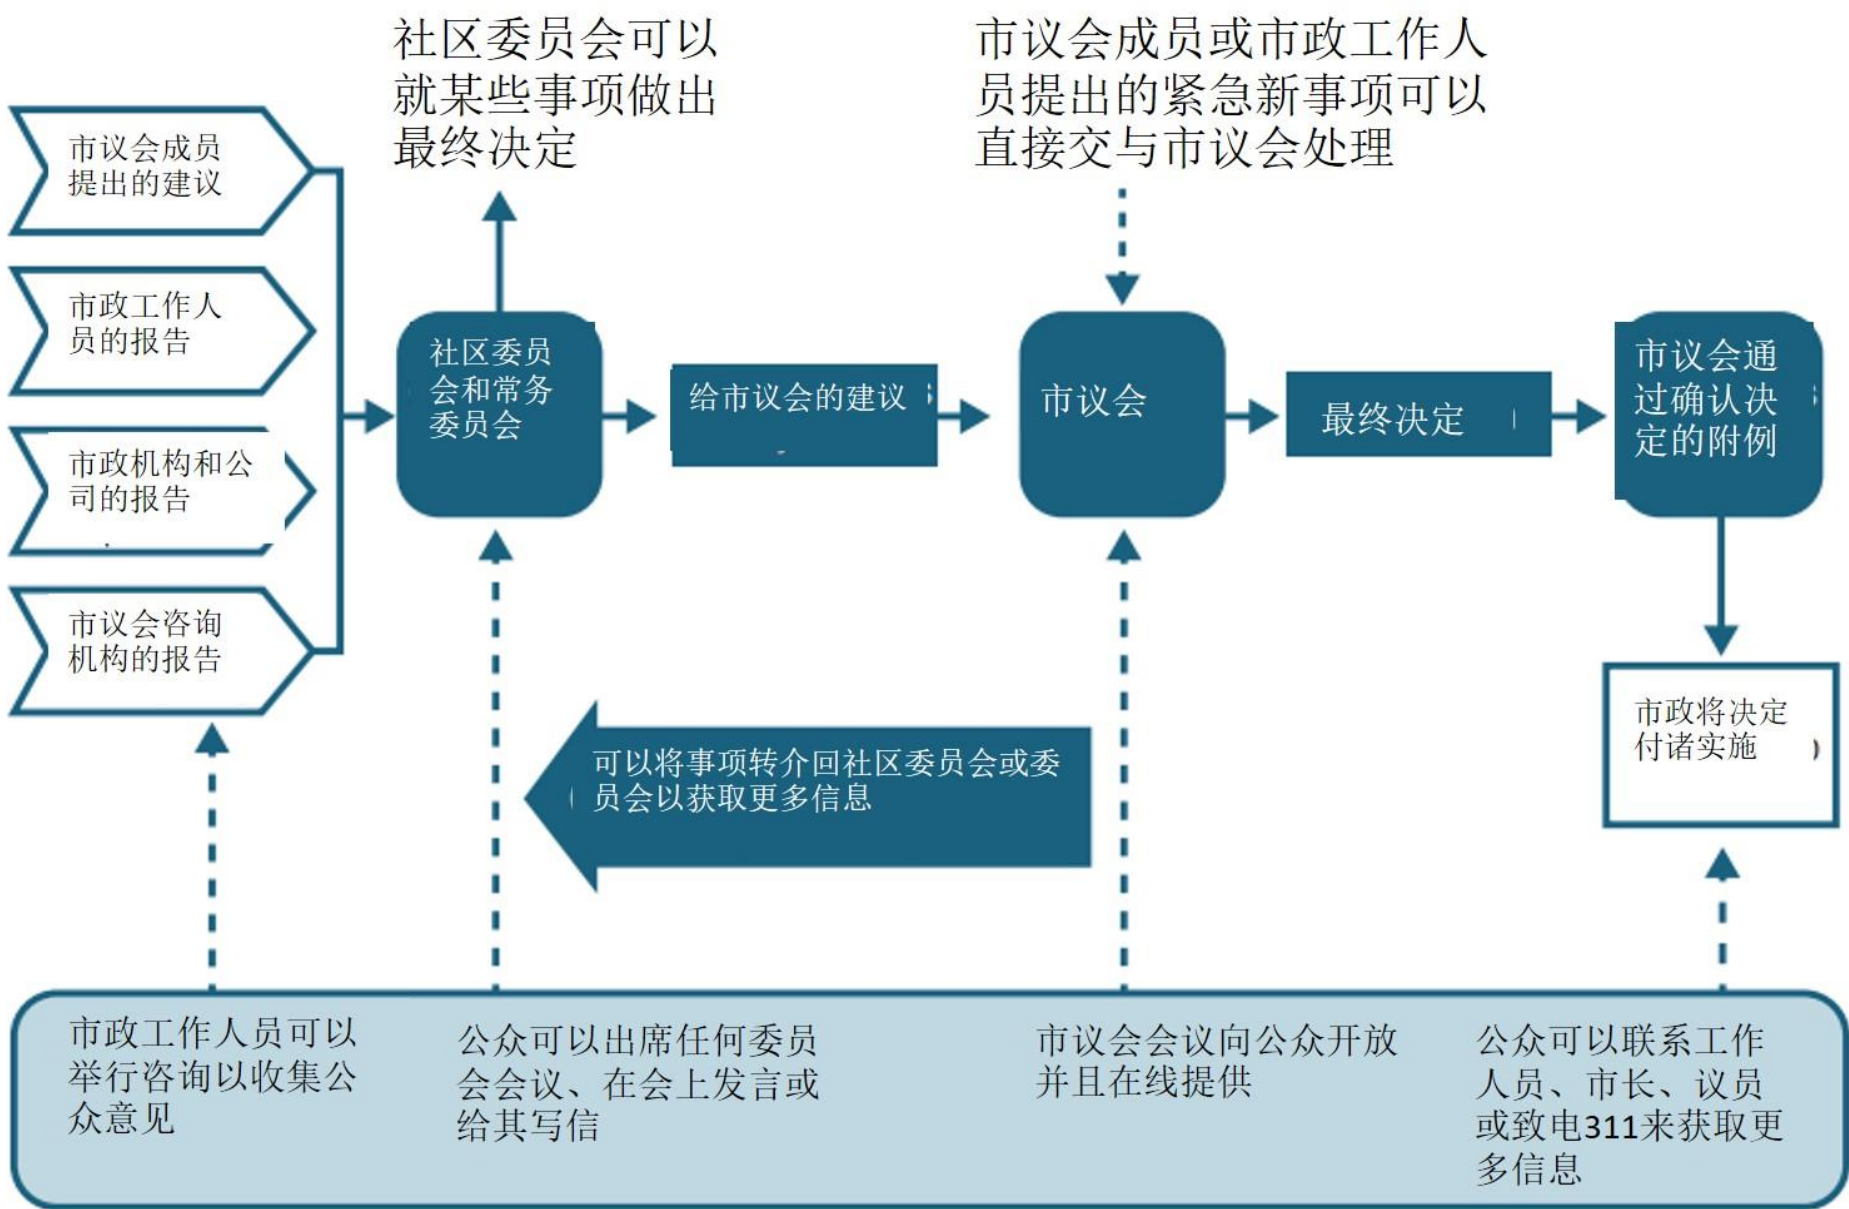 社区委员会可以
就某些事项做出
最终决定
市议会成员或市政工作人
员提出的紧急新事项可以
直接交与市议会处理
市议会成员
提出的建议
市政工作人
员的报告
市政机构和公
司的报告
市议会咨询
机构的报告
社区委员
会和常务
委员会
给市议会的建议
市议会
最终决定
市议会通
过确认决
定的附例
市政将决定
付诸实施
可以将事项转介回社区委员会或委
员会以获取更多信息
市政工作人员可以
举行咨询以收集公
众意见
公众可以出席任何委员
会会议、在会上发言或
给其写信
市议会会议向公众开放
并且在线提供
公众可以联系工作
人员、市长、议员
或致电311来获取更
多信息